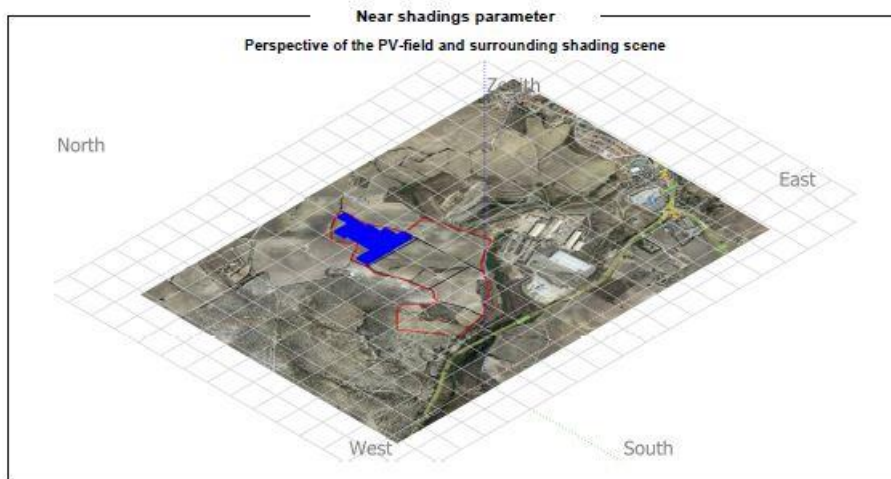 Near shadings parameter
Perspective of the PV-field and surrounding shading scene
Zenith
North
East
West
South